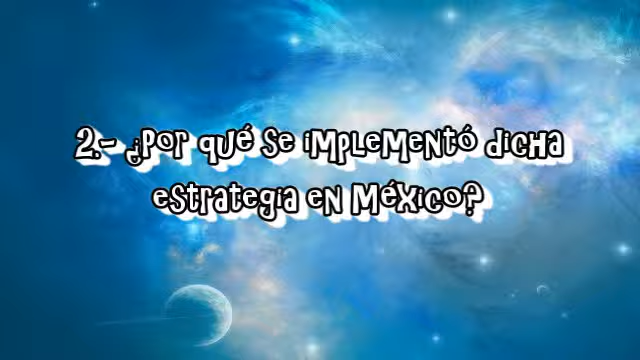 2.- ¿Por qué se implementó dicha
estrategia en México?